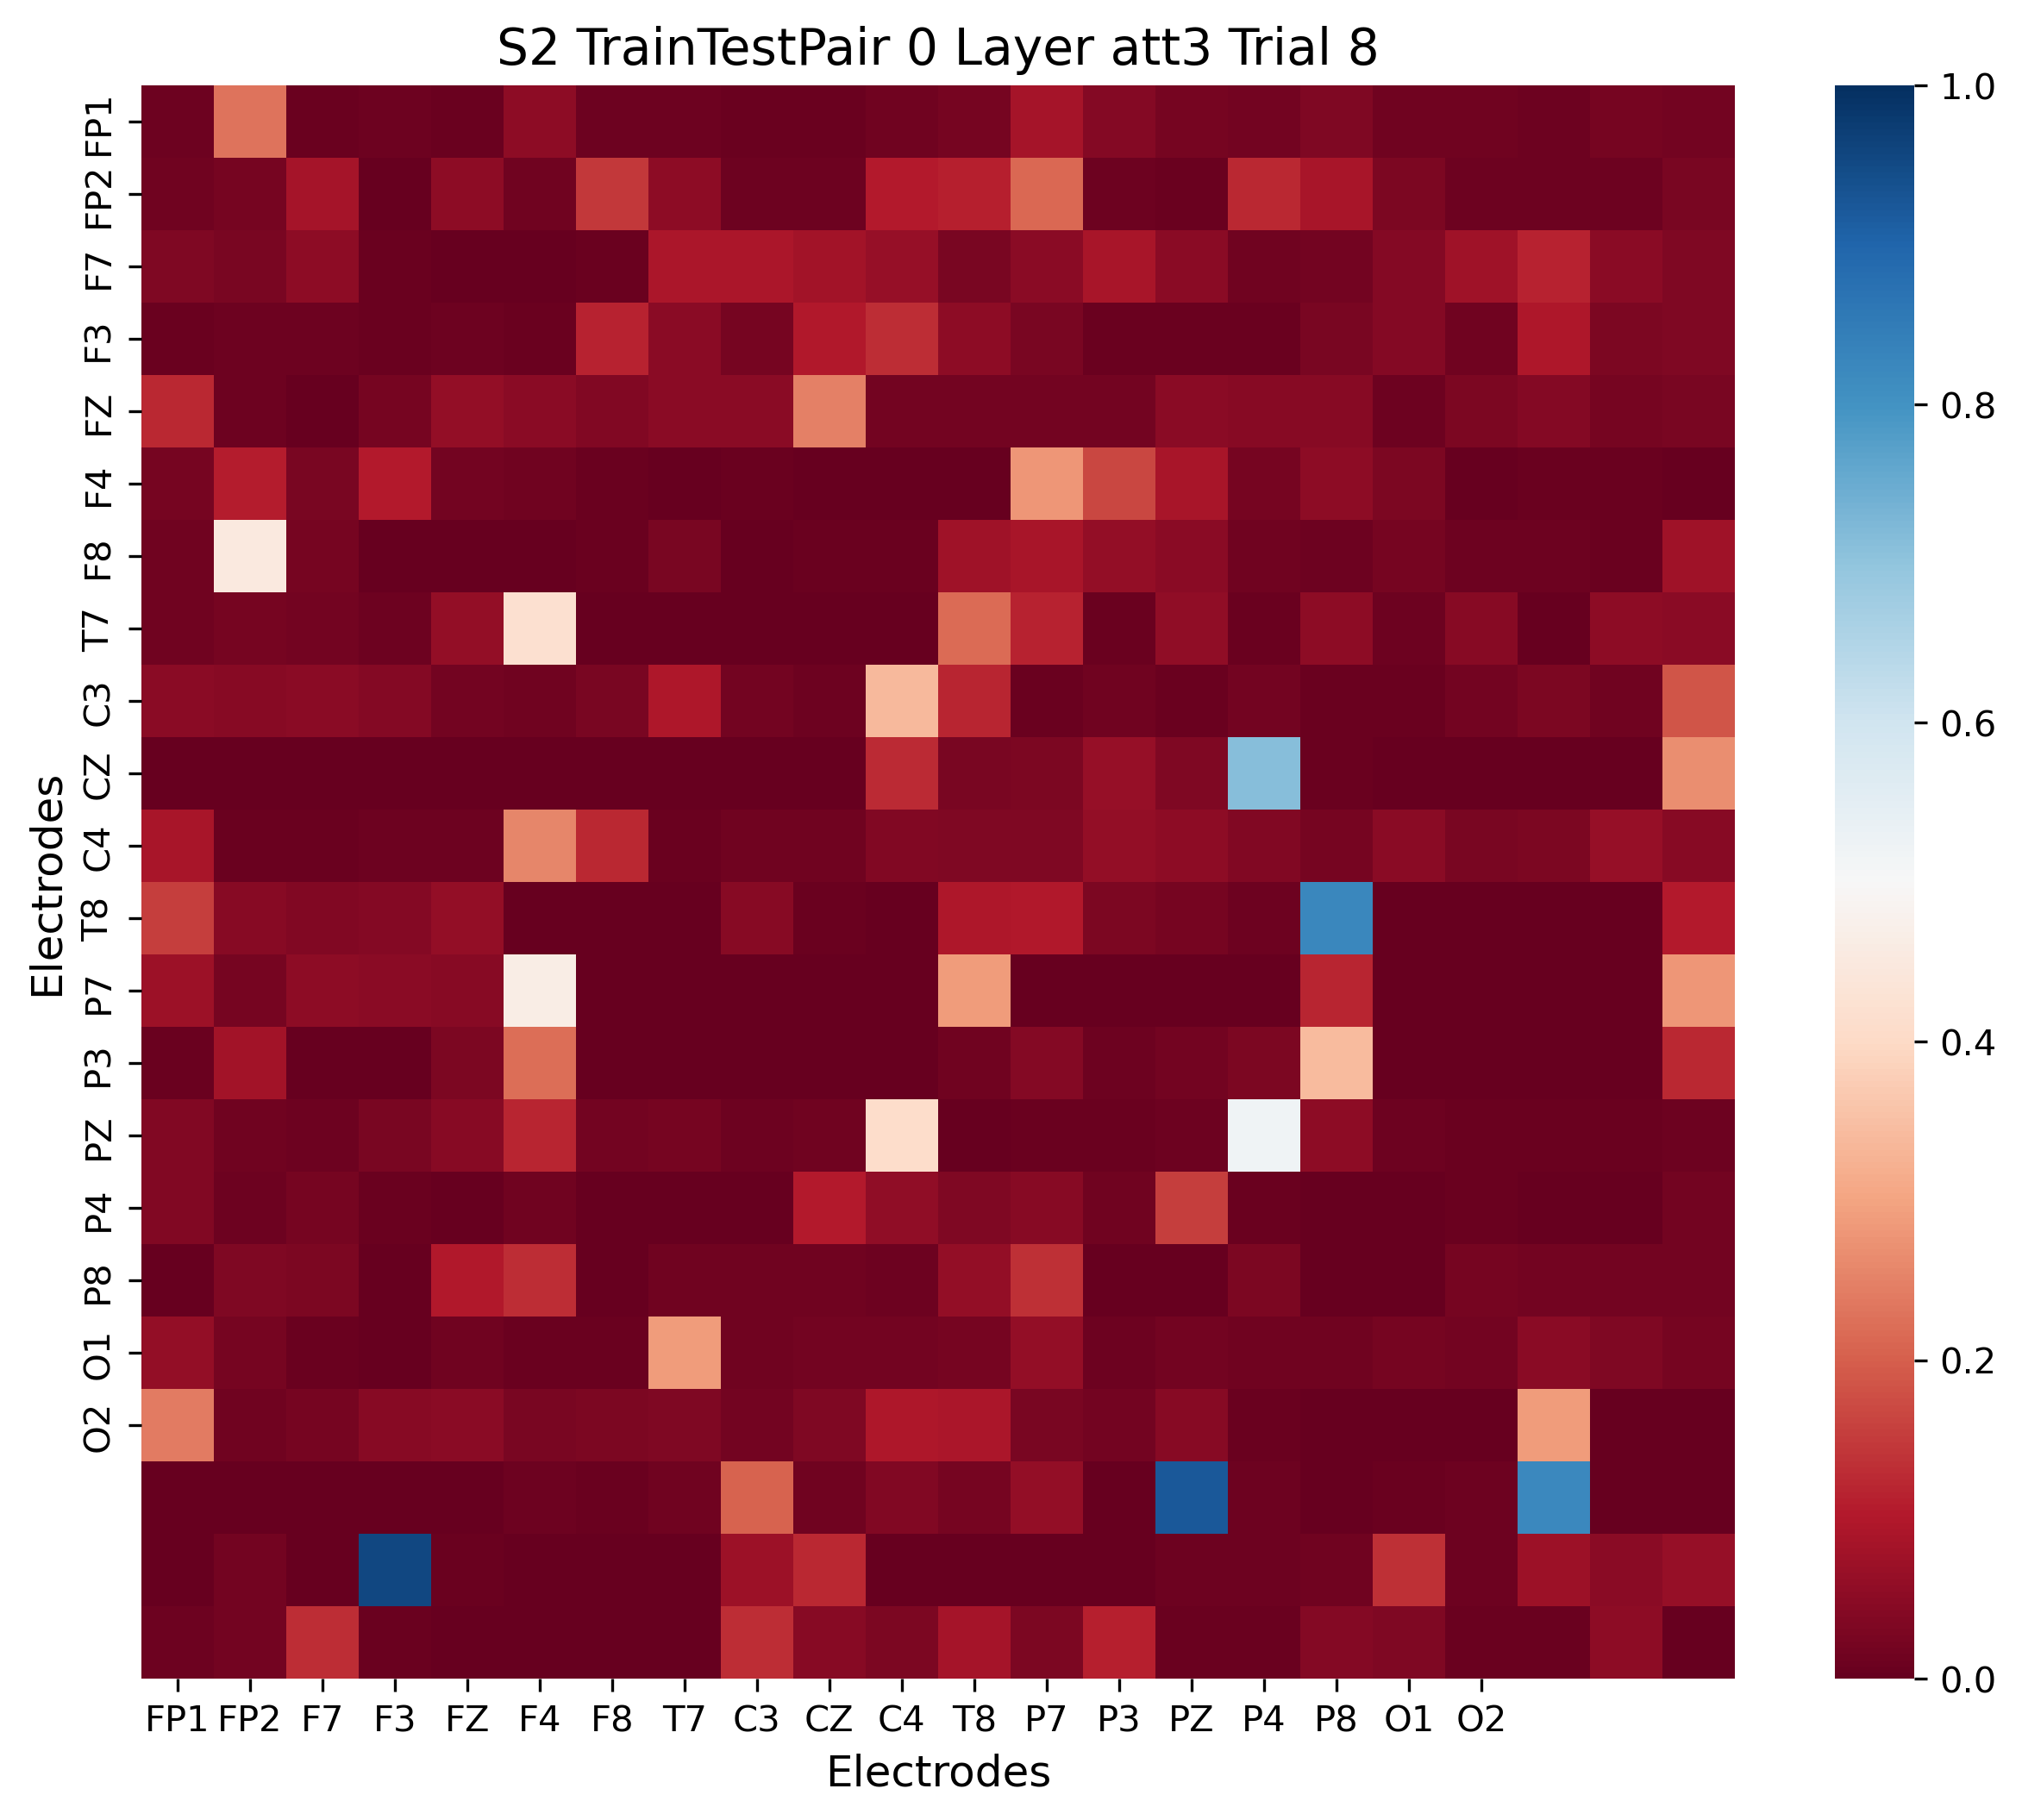 S2 TrainTestPair 0 Layer att3 Trial 8
Electrodes
FP1
FP2
F7
F3
FZ
F4
F8
T7
C3
CZ
C4
T8
P7
P3
PZ
P4
P8
O1
O2
FP1 FP2 F7 F3 FZ F4 F8 T7 C3 CZ C4 T8 P7 P3 PZ P4 P8 O1 O2
Electrodes
1.0
0.8
0.6
0.4
0.2
0.0